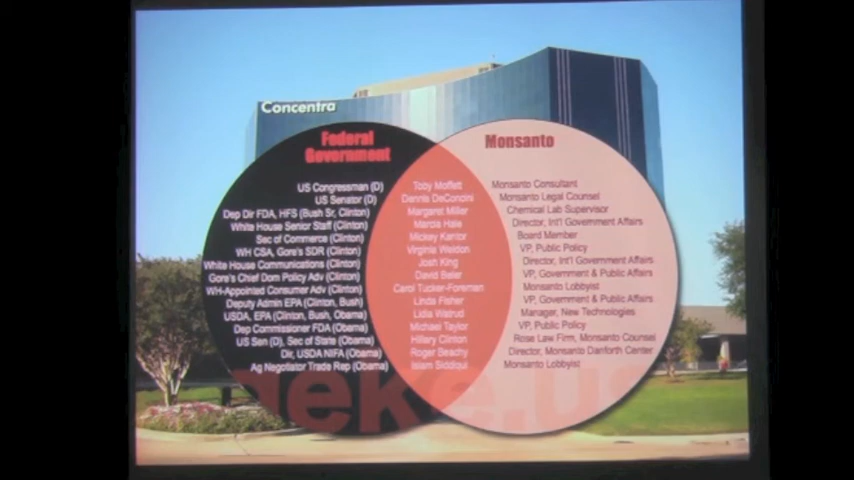 Concentra
Federal
Government
Monsanto
US Congressman (D) Toby Moffett Monsanto Consultant
US Senator (D) Dennis DeConcini Monsanto Legal Counsel
Dep Dir FDA, HFS (Bush Sr, Clinton) Margaret Miller Chemical Lab Supervisor
White House Senior Staff (Clinton) Marcia Hale Director, Int'l Government Affairs
Sec of Commerce (Clinton) Mickey Kantor Board Member
WH CSA, Gore's SDR (Clinton) Virginia Weldon VP, Public Policy
White House Communications (Clinton) Josh King Director, Int'l Government Affairs
Gore's Chief Dom Policy Adv (Clinton) David Beier VP, Government & Public Affairs
WH-Appointed Consumer Adv (Clinton) Carol Tucker-Foreman Monsanto Lobbyist
Deputy Admin EPA (Clinton, Bush) Linda Fisher VP, Government & Public Affairs
USDA, EPA (Clinton, Bush, Obama) Lidia Watrud Manager, New Technologies
Dep Commissioner FDA (Obama) Michael Taylor VP, Public Policy
US Sen (D), Sec of State (Obama) Hillary Clinton Rose Law Firm, Monsanto Counsel
Dir, USDA NIFA (Obama) Roger Beachy Director, Monsanto Danforth Center
Ag Negotiator Trade Rep (Obama) Islam Siddiqui Monsanto Lobbyist
geke.us